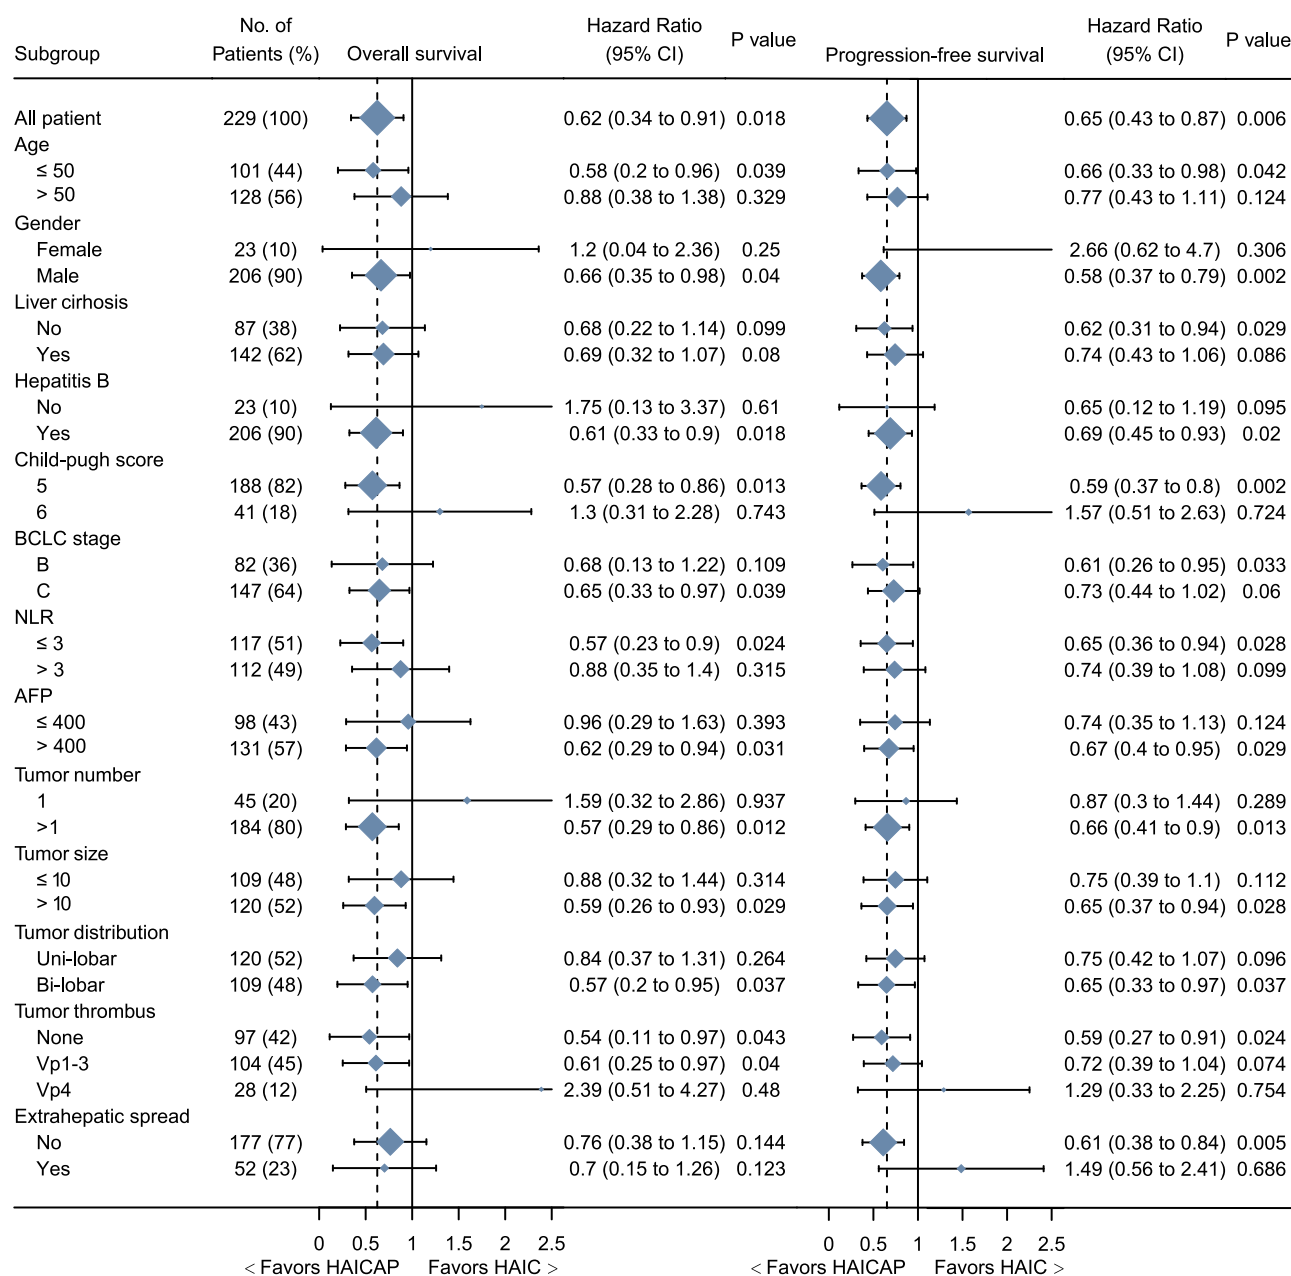 No. of Hazard Ratio Hazard Ratio
Subgroup Patients (%) Overall survival (95% CI) P value Progression-free survival (95% CI) P value
All patient 229 (100) 0.62 (0.34 to 0.91) 0.018 0.65 (0.43 to 0.87) 0.006
Age
≤ 50 101 (44) 0.58 (0.2 to 0.96) 0.039 0.66 (0.33 to 0.98) 0.042
> 50 128 (56) 0.88 (0.38 to 1.38) 0.329 0.77 (0.43 to 1.11) 0.124
Gender
Female 23 (10) 1.2 (0.04 to 2.36) 0.25 2.66 (0.62 to 4.7) 0.306
Male 206 (90) 0.66 (0.35 to 0.98) 0.04 0.58 (0.37 to 0.79) 0.002
Liver cirhosis
No 87 (38) 0.68 (0.22 to 1.14) 0.099 0.62 (0.31 to 0.94) 0.029
Yes 142 (62) 0.69 (0.32 to 1.07) 0.08 0.74 (0.43 to 1.06) 0.086
Hepatitis B
No 23 (10) 1.75 (0.13 to 3.37) 0.61 0.65 (0.12 to 1.19) 0.095
Yes 206 (90) 0.61 (0.33 to 0.9) 0.018 0.69 (0.45 to 0.93) 0.02
Child-pugh score
5 188 (82) 0.57 (0.28 to 0.86) 0.013 0.59 (0.37 to 0.8) 0.002
6 41 (18) 1.3 (0.31 to 2.28) 0.743 1.57 (0.51 to 2.63) 0.724
BCLC stage
B 82 (36) 0.68 (0.13 to 1.22) 0.109 0.61 (0.26 to 0.95) 0.033
C 147 (64) 0.65 (0.33 to 0.97) 0.039 0.73 (0.44 to 1.02) 0.06
NLR
≤ 3 117 (51) 0.57 (0.23 to 0.9) 0.024 0.65 (0.36 to 0.94) 0.028
> 3 112 (49) 0.88 (0.35 to 1.4) 0.315 0.74 (0.39 to 1.08) 0.099
AFP
≤ 400 98 (43) 0.96 (0.29 to 1.63) 0.393 0.74 (0.35 to 1.13) 0.124
> 400 131 (57) 0.62 (0.29 to 0.94) 0.031 0.67 (0.4 to 0.95) 0.029
Tumor number
1 45 (20) 1.59 (0.32 to 2.86) 0.937 0.87 (0.3 to 1.44) 0.289
>1 184 (80) 0.57 (0.29 to 0.86) 0.012 0.66 (0.41 to 0.9) 0.013
Tumor size
≤ 10 109 (48) 0.88 (0.32 to 1.44) 0.314 0.75 (0.39 to 1.1) 0.112
> 10 120 (52) 0.59 (0.26 to 0.93) 0.029 0.65 (0.37 to 0.94) 0.028
Tumor distribution
Uni-lobar 120 (52) 0.84 (0.37 to 1.31) 0.264 0.75 (0.42 to 1.07) 0.096
Bi-lobar 109 (48) 0.57 (0.2 to 0.95) 0.037 0.65 (0.33 to 0.97) 0.037
Tumor thrombus
None 97 (42) 0.54 (0.11 to 0.97) 0.043 0.59 (0.27 to 0.91) 0.024
Vp1-3 104 (45) 0.61 (0.25 to 0.97) 0.04 0.72 (0.39 to 1.04) 0.074
Vp4 28 (12) 2.39 (0.51 to 4.27) 0.48 1.29 (0.33 to 2.25) 0.754
Extrahepatic spread
No 177 (77) 0.76 (0.38 to 1.15) 0.144 0.61 (0.38 to 0.84) 0.005
Yes 52 (23) 0.7 (0.15 to 1.26) 0.123 1.49 (0.56 to 2.41) 0.686
0 0.5 1 1.5 2 2.5 0 0.5 1 1.5 2 2.5
< Favors HAICAP Favors HAIC > < Favors HAICAP Favors HAIC >